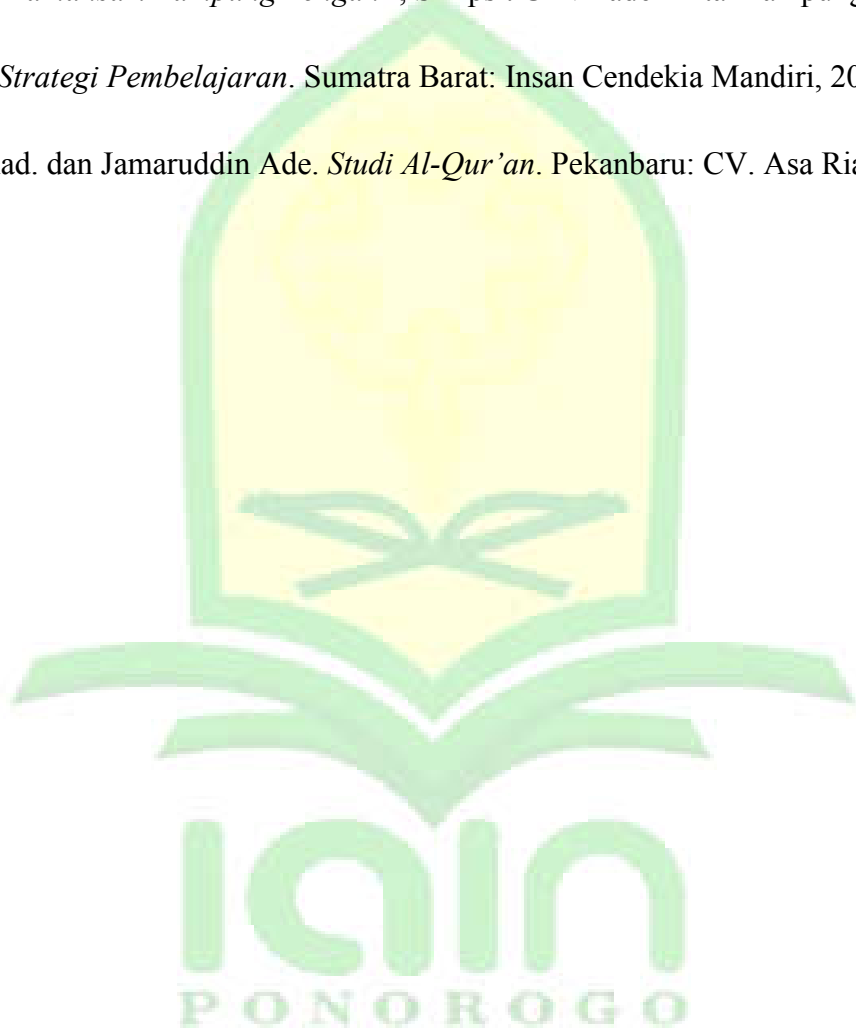 Strategi Pembelajaran. Sumatra Barat: Insan Cendekia Mandiri, 20
ad. dan Jamaruddin Ade. Studi Al-Qur’an. Pekanbaru: CV. Asa Ria
iain
PONOROGO